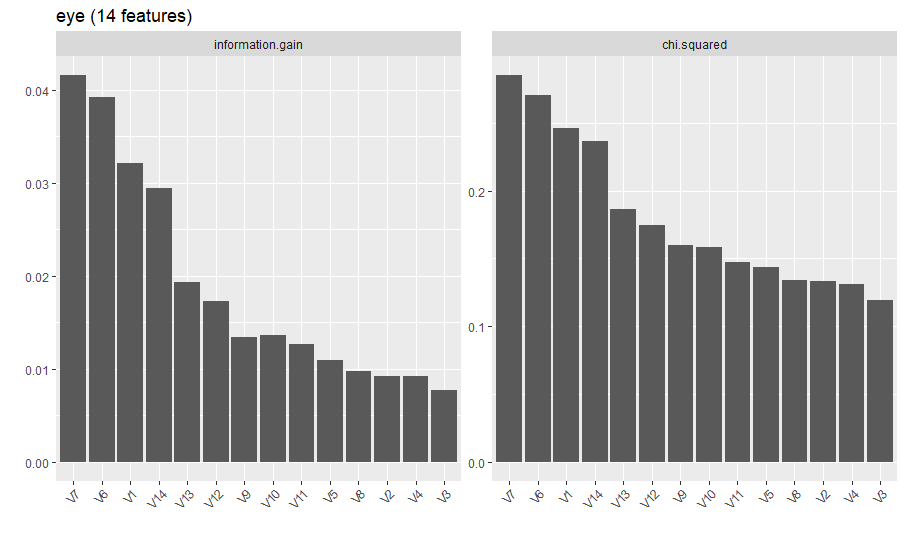 eye (14 features)
information.gain
chi.squared
0.04
0.03
0.02
0.01
0.00
0.2
0.1
0.0
V7 V6 V1 V14 V13 V12 V9 V10 V11 V5 V8 V2 V4 V3
V7 V6 V1 V14 V13 V12 V9 V10 V11 V5 V8 V2 V4 V3